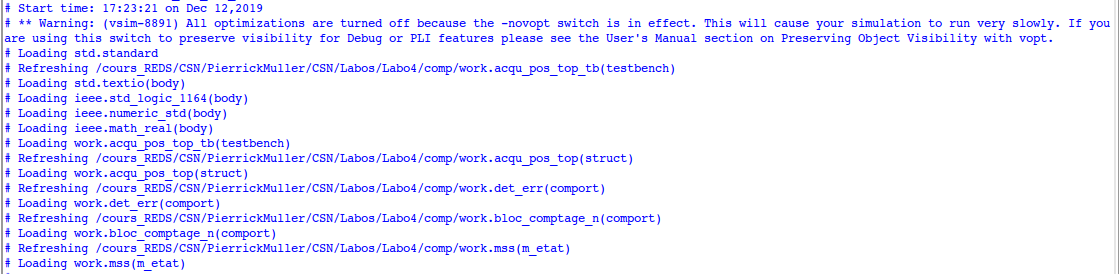 # Start time: 17:23:21 on Dec 12,2019
# ** Warning: (vsim-8891) All optimizations are turned off because the -novopt switch is in effect. This will cause your simulation to run very slowly. If you
are using this switch to preserve visibility for Debug or PLI features please see the User's Manual section on Preserving Object Visibility with vopt.
# Loading std.standard
# Refreshing /cours_REDS/CSN/PierrickMuller/CSN/Labos/Labo4/comp/work.acqu_pos_top_tb(testbench)
# Loading std.textio(body)
# Loading ieee.std_logic_1164(body)
# Loading ieee.numeric_std(body)
# Loading ieee.math_real(body)
# Loading work.acqu_pos_top_tb(testbench)
# Refreshing /cours_REDS/CSN/PierrickMuller/CSN/Labos/Labo4/comp/work.acqu_pos_top(struct)
# Loading work.acqu_pos_top(struct)
# Refreshing /cours_REDS/CSN/PierrickMuller/CSN/Labos/Labo4/comp/work.det_err(comport)
# Loading work.det_err(comport)
# Refreshing /cours_REDS/CSN/PierrickMuller/CSN/Labos/Labo4/comp/work.bloc_comptage_n(comport)
# Loading work.bloc_comptage_n(comport)
# Refreshing /cours_REDS/CSN/PierrickMuller/CSN/Labos/Labo4/comp/work.mss(m_etat)
# Loading work.mss(m_etat)